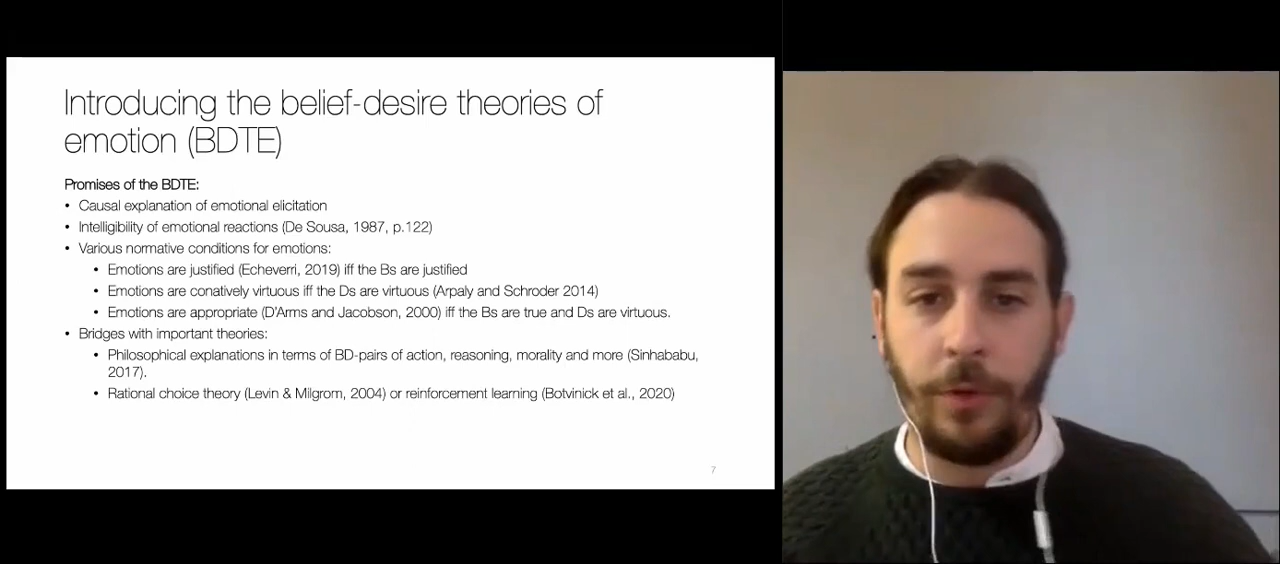 Introducing the belief-desire theories of
emotion (BDTE)
Promises of the BDTE:
• Causal explanation of emotional elicitation
• Intelligibility of emotional reactions (De Sousa, 1987, p.122)
• Various normative conditions for emotions:
• Emotions are justified (Echeverri, 2019) iff the Bs are justified
• Emotions are conatively virtuous iff the Ds are virtuous (Arpaly and Schroder 2014)
• Emotions are appropriate (D'Arms and Jacobson, 2000) iff the Bs are true and Ds are virtuous.
• Bridges with important theories:
• Philosophical explanations in terms of BD-pairs of action, reasoning, morality and more (Sinhababu,
2017).
• Rational choice theory (Levin & Milgrom, 2004) or reinforcement learning (Botvinick et al., 2020)
7